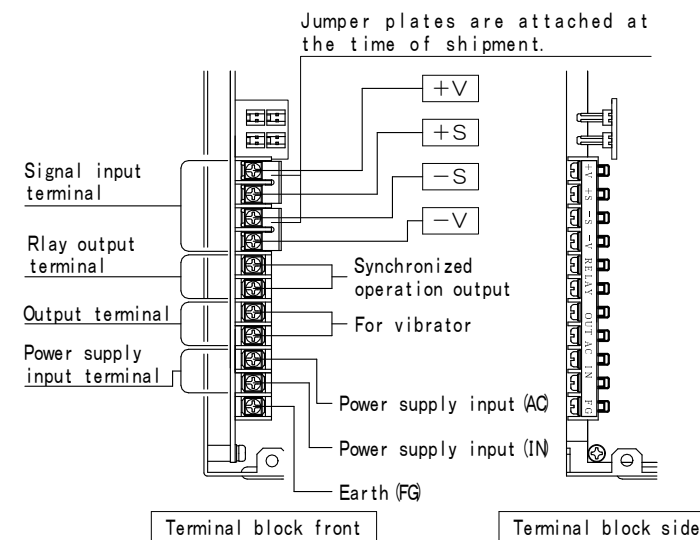 Jumper plates are attached at
the time of shipment.
+V
+S
-S
-V
Signal input
terminal
Rlay output
terminal
Output terminal
Power supply
input terminal
Synchronized
operation output
For vibrator
Power supply input (AC)
Power supply input (IN)
Earth (FG)
Terminal block front
+V
+S
-S
-V
RELAY
OUT
AC IN
FG
Terminal block side